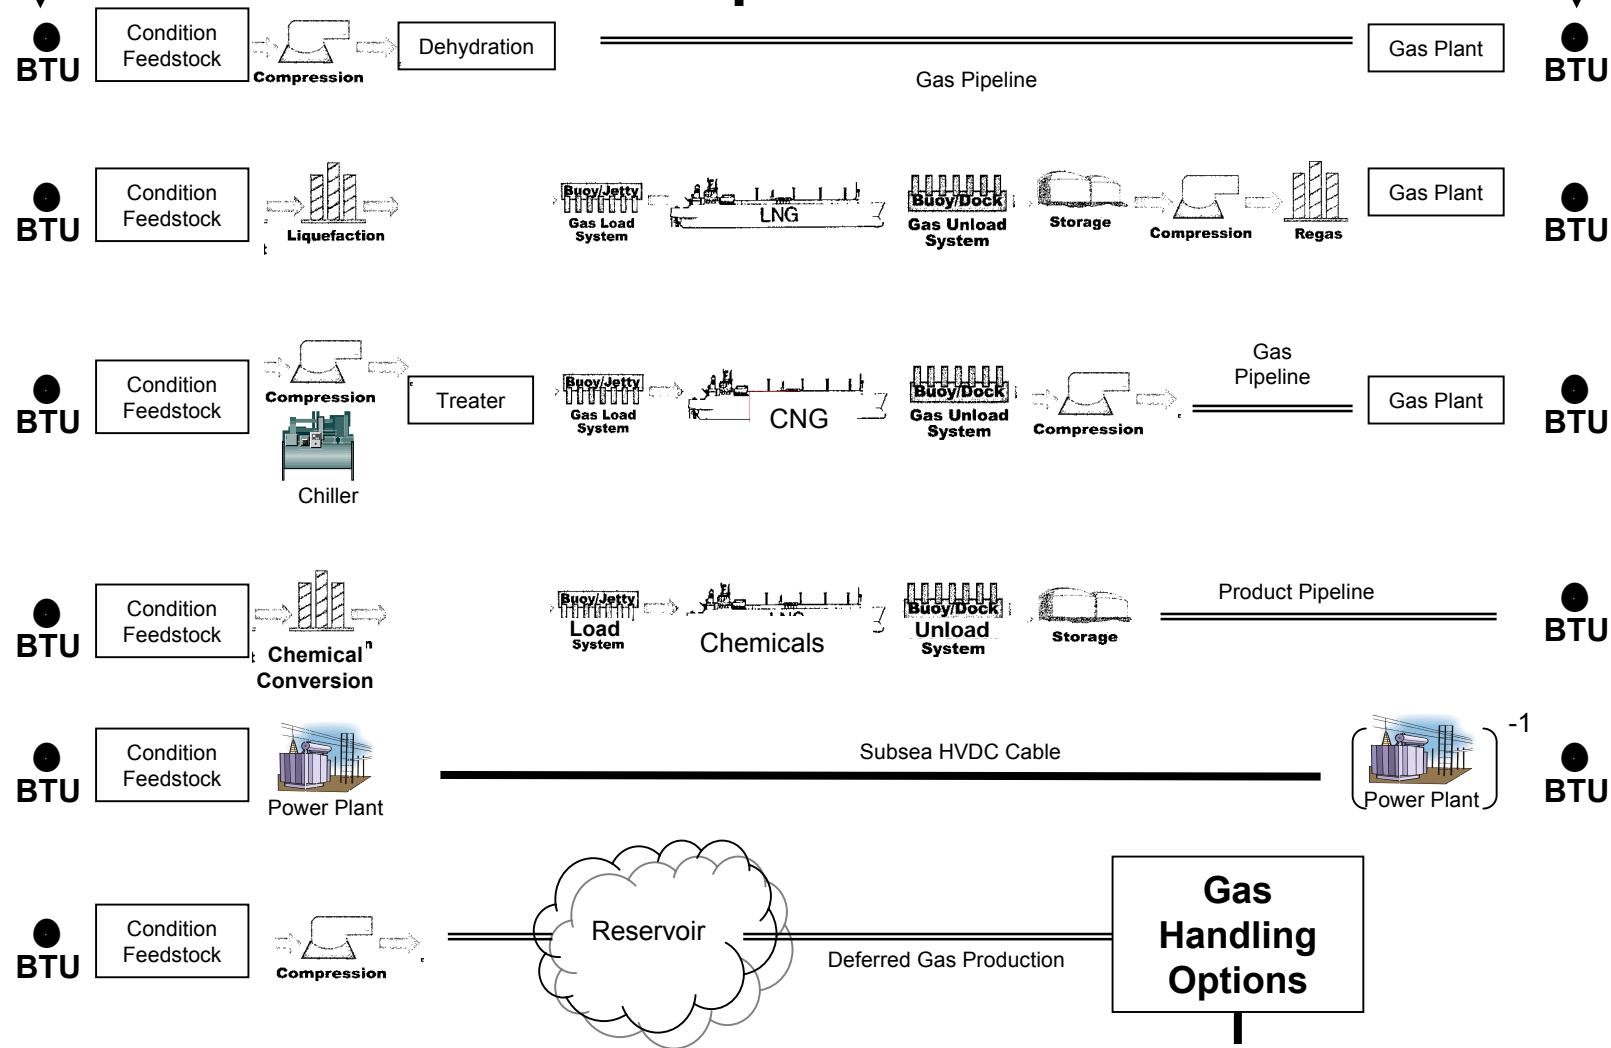 BTU
Condition
Feedstock
Compression
Dehydration
Gas Pipeline
Gas Plant
BTU
BTU
Condition
Feedstock
Liquefaction
Buoy/Jetty
Gas Load
System
LNG
Buoy/Dock
Gas Unload
System
Storage
Compression
Regas
Gas Plant
BTU
BTU
Condition
Feedstock
Compression
Chiller
Treater
Buoy/Jetty
Gas Load
System
CNG
Buoy/Dock
Gas Unload
System
Compression
Gas
Pipeline
Gas Plant
BTU
BTU
Condition
Feedstock
Chemical
Conversion
Buoy/Jetty
Load
System
Chemicals
Buoy/Dock
Unload
System
Storage
Product Pipeline
BTU
BTU
Condition
Feedstock
Power Plant
Subsea HVDC Cable
Power Plant
-1
BTU
BTU
Condition
Feedstock
Compression
Reservoir
Deferred Gas Production
Gas
Handling
Options